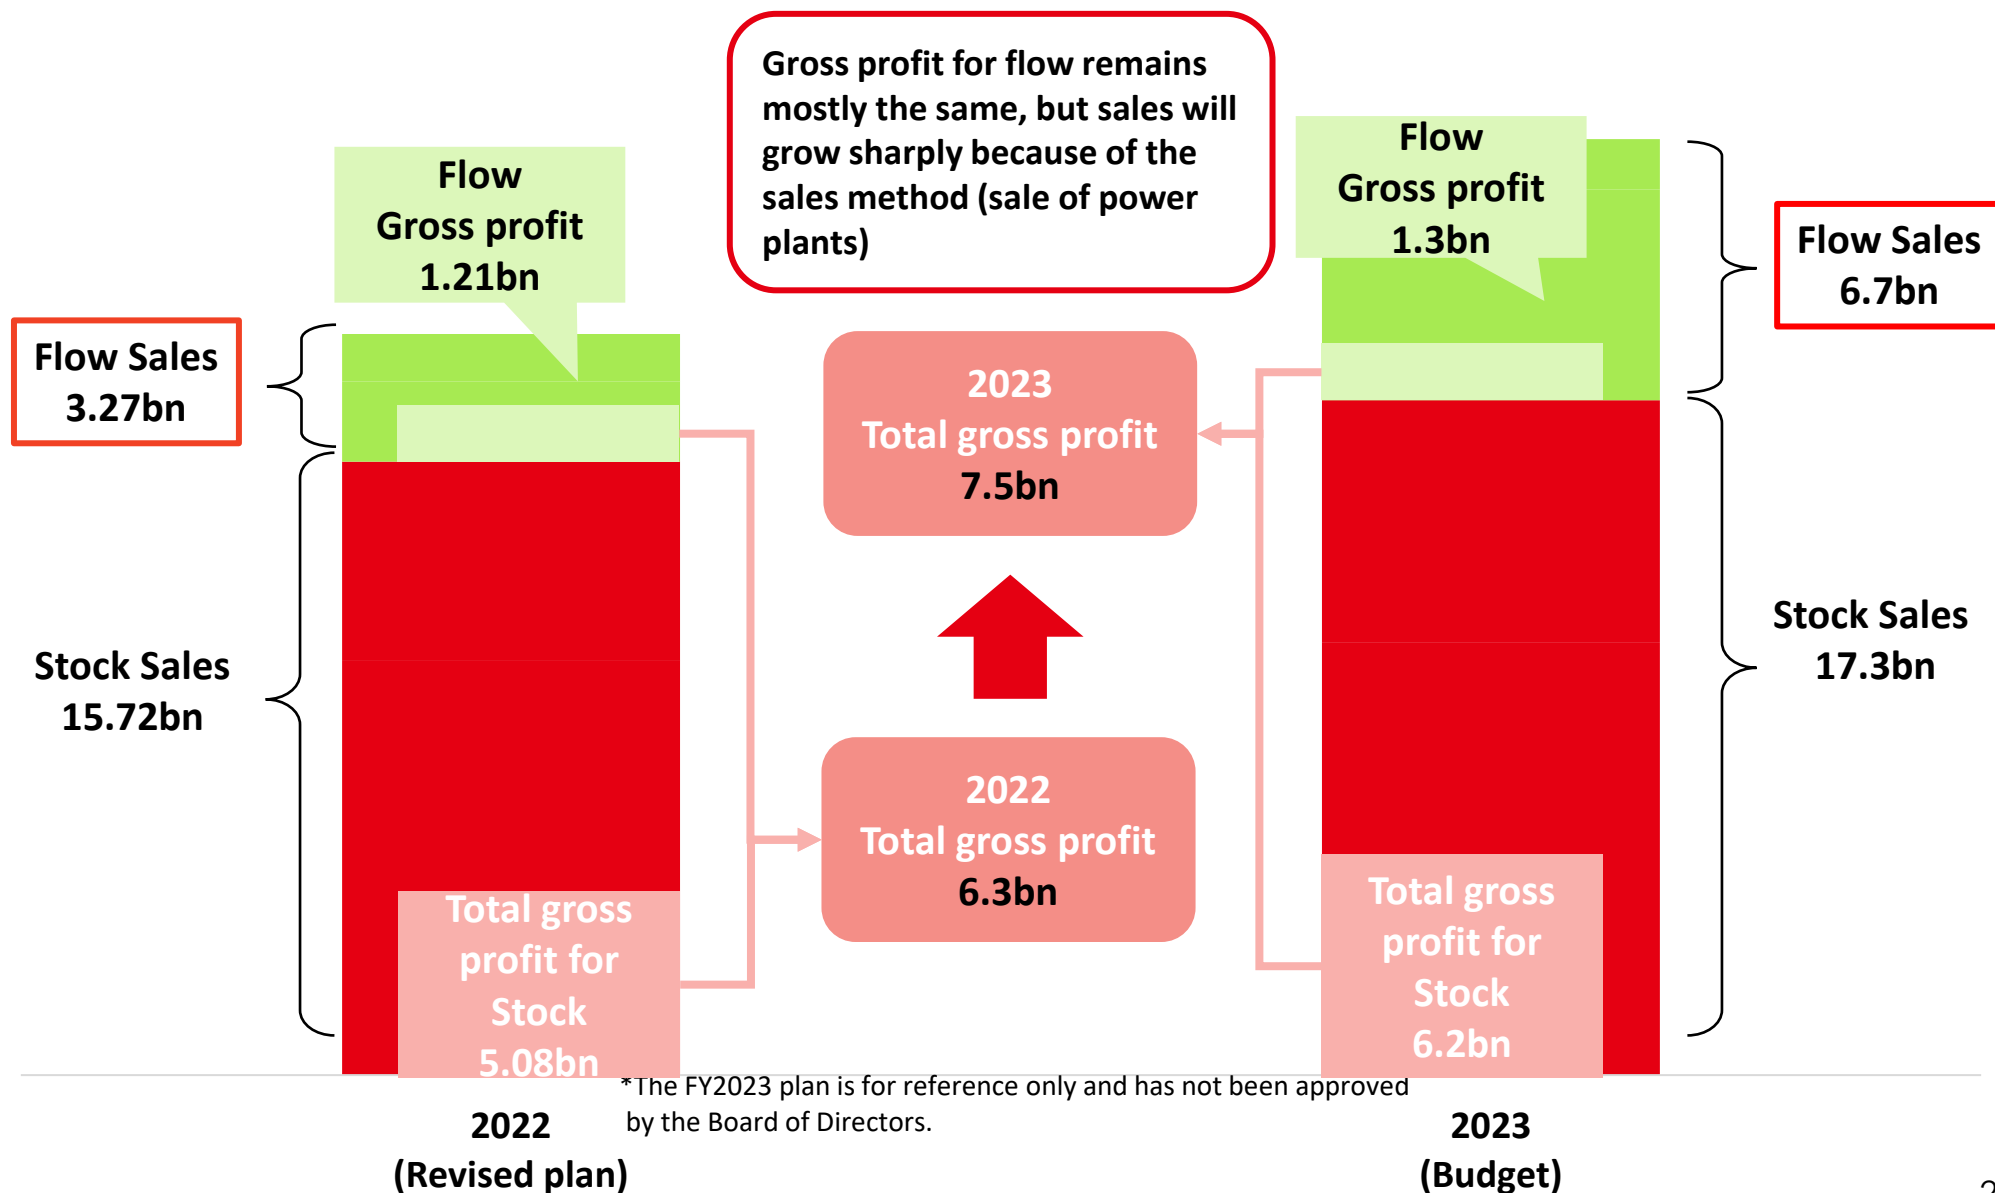 Gross profit for flow remains
mostly the same, but sales will
grow sharply because of the
sales method (sale of power
plants)
Flow
Gross profit
1.21bn
Flow
Gross profit
1.3bn
Flow Sales
3.27bn
Flow Sales
6.7bn
2023
Total gross profit
7.5bn
Stock Sales
15.72bn
Stock Sales
17.3bn
2022
Total gross profit
6.3bn
Total gross
profit for
Stock
5.08bn
Total gross
profit for
Stock
6.2bn
*The FY2023 plan is for reference only and has not been approved
by the Board of Directors.
2022
(Revised plan)
2023
(Budget)